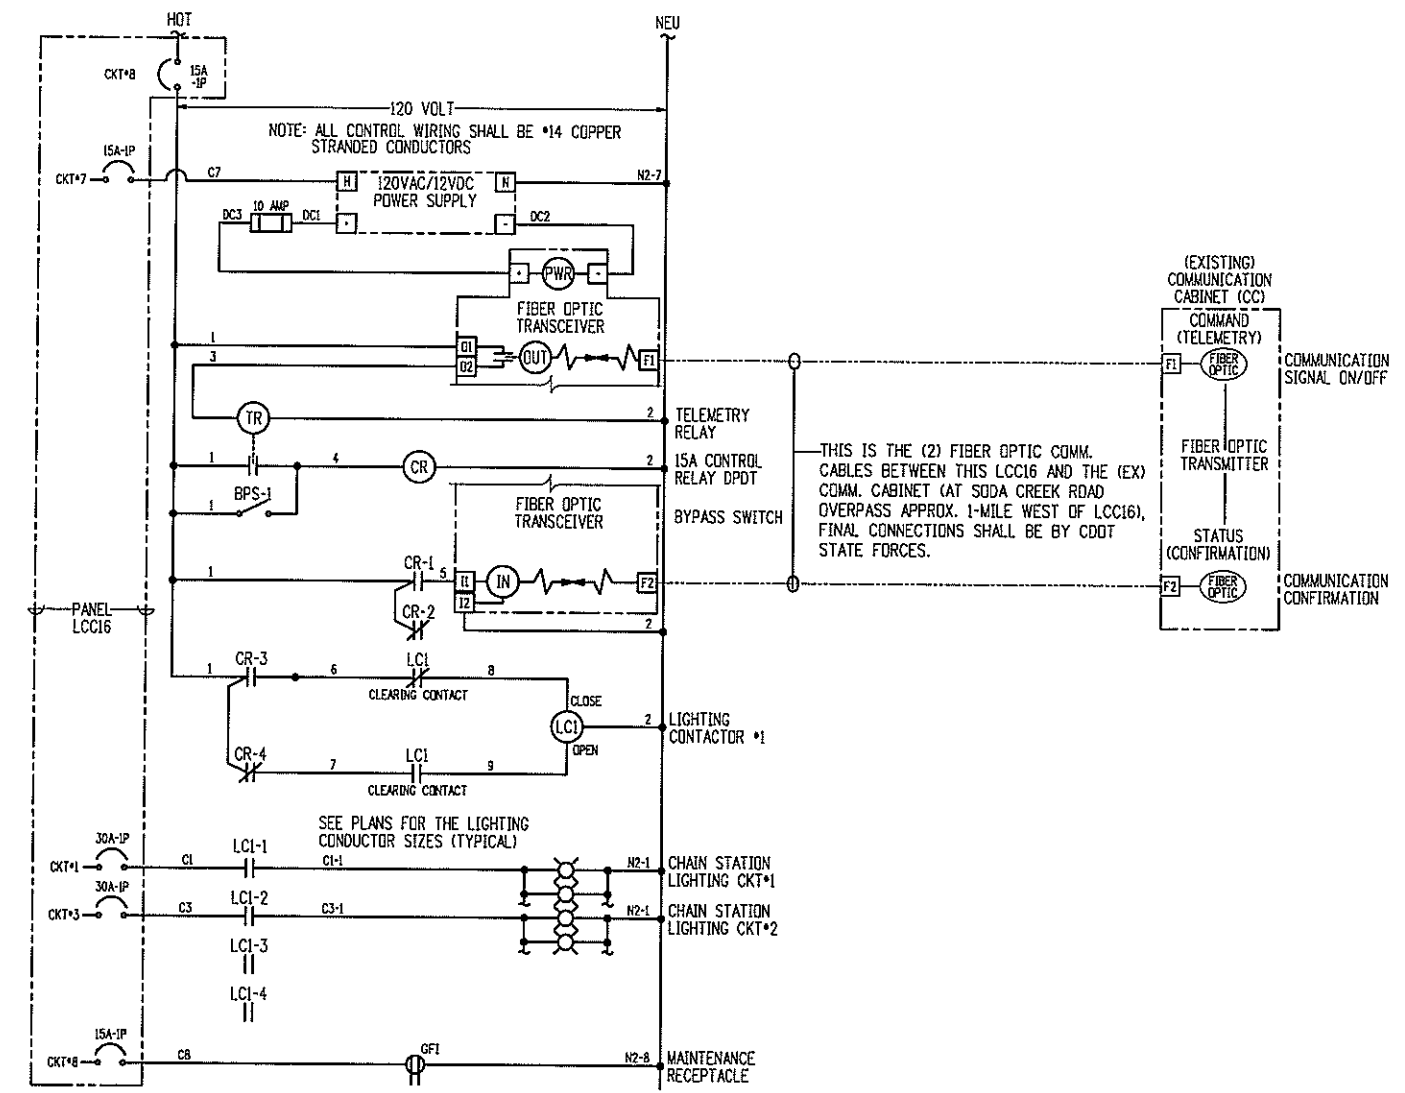 HOT
NEU
CKT#8
15A
-1P
120 VOLT
NOTE: ALL CONTROL WIRING SHALL BE #14 COPPER
STRANDED CONDUCTORS
15A-1P
CKT#7
C7
H
120VAC/12VDC
POWER SUPPLY
N
N2-7
DC3
10 AMP
DC1
+
-
DC2
+
PWR
-
FIBER OPTIC
TRANSCEIVER
1
O1
3
O2
OUT
F1
(EXISTING)
COMMUNICATION
CABINET (CC)
COMMAND
(TELEMETRY)
F1
FIBER
OPTIC
COMMUNICATION
SIGNAL ON/OFF
TR
2
TELEMETRY
RELAY
1
4
CR
2
15A CONTROL
RELAY DPDT
BPS-1
1
FIBER OPTIC
TRANSCEIVER
BYPASS SWITCH
THIS IS THE (2) FIBER OPTIC COMM.
CABLES BETWEEN THIS LCC16 AND THE (EX)
COMM. CABINET (AT SODA CREEK ROAD
OVERPASS APPROX. 1-MILE WEST OF LCC16),
FINAL CONNECTIONS SHALL BE BY CDOT
STATE FORCES.
FIBER OPTIC
TRANSMITTER
STATUS
(CONFIRMATION)
1
CR-1
5
I1
IN
F2
F2
FIBER
OPTIC
COMMUNICATION
CONFIRMATION
I2
CR-2
2
PANEL
LCC16
1
CR-3
6
LC1
8
CLEARING CONTACT
CLOSE
LC1
2
LIGHTING
CONTACTOR #1
OPEN
CR-4
7
LC1
9
CLEARING CONTACT
SEE PLANS FOR THE LIGHTING
CONDUCTOR SIZES (TYPICAL)
30A-1P
CKT#1
C1
LC1-1
C1-1
N2-1
CHAIN STATION
LIGHTING CKT#1
30A-1P
CKT#3
C3
LC1-2
C3-1
N2-1
CHAIN STATION
LIGHTING CKT#2
LC1-3
LC1-4
15A-1P
CKT#8
C8
GFI
N2-8
MAINTENANCE
RECEPTACLE